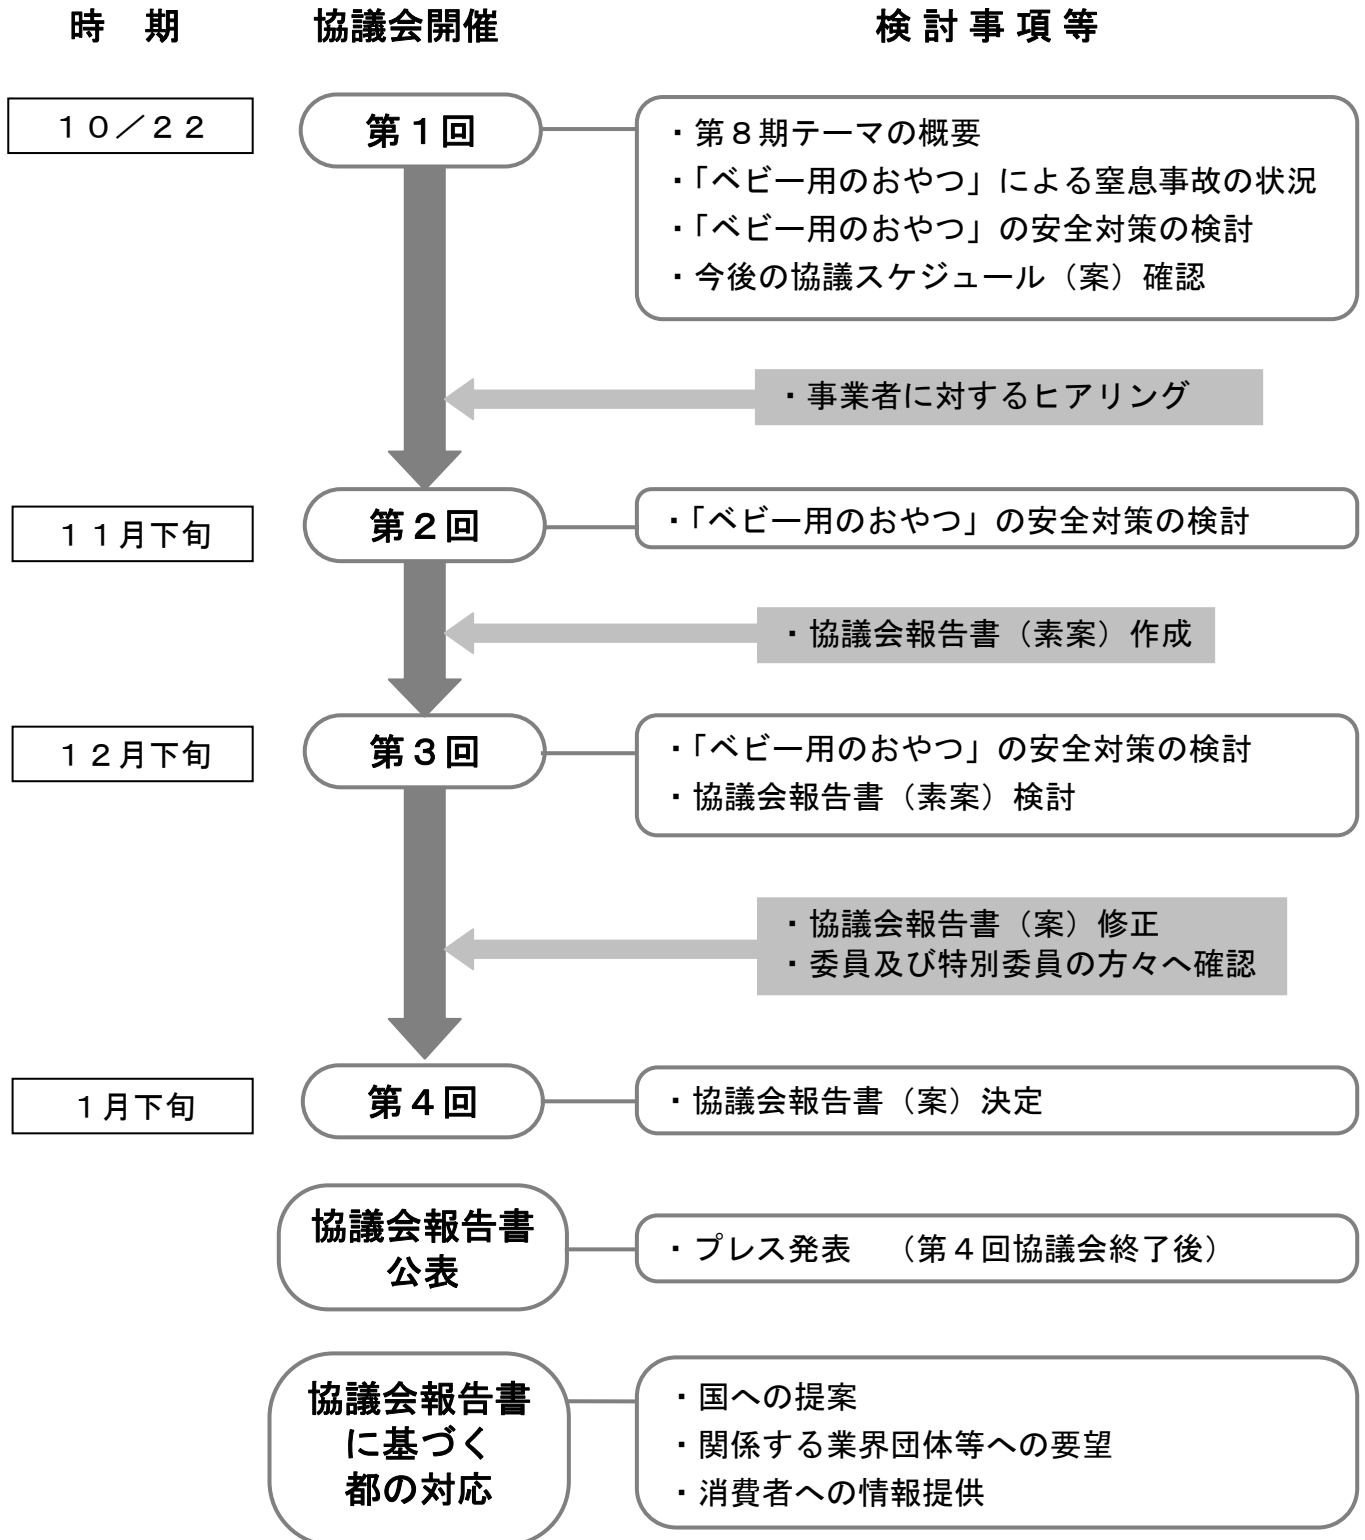 時　期　協議会開催　検討事項等
１０／２２
第１回
・第８期テーマの概要
・「ベビー用のおやつ」による窒息事故の状況
・「ベビー用のおやつ」の安全対策の検討
・今後の協議スケジュール（案）確認
・事業者に対するヒアリング
１１月下旬
第２回
・「ベビー用のおやつ」の安全対策の検討
・協議会報告書（素案）作成
１２月下旬
第３回
・「ベビー用のおやつ」の安全対策の検討
・協議会報告書（素案）検討
・協議会報告書（案）修正
・委員及び特別委員の方々へ確認
１月下旬
第４回
・協議会報告書（案）決定
協議会報告書
公表
・プレス発表　（第４回協議会終了後）
協議会報告書
に基づく
都の対応
・国への提案
・関係する業界団体等への要望
・消費者への情報提供